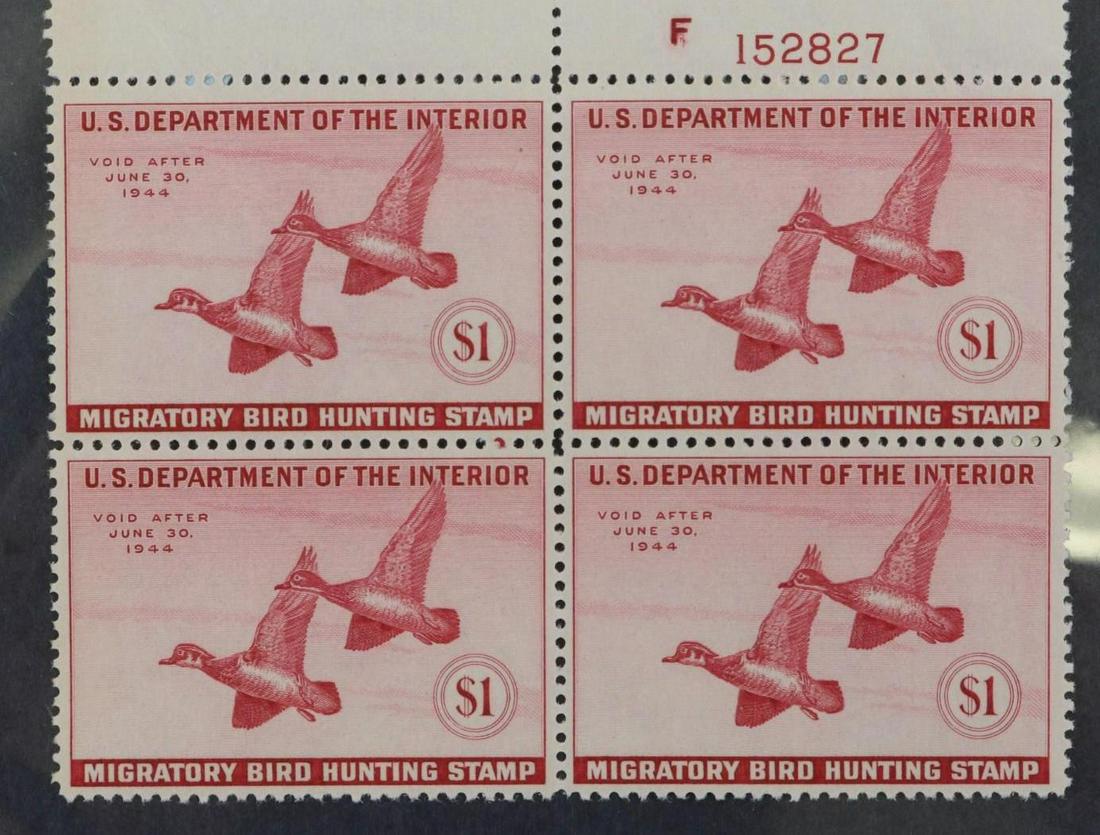 F 152827
U.S. DEPARTMENT OF THE INTERIOR
VOID AFTER
JUNE 30,
1944
$1
MIGRATORY BIRD HUNTING STAMP
U.S. DEPARTMENT OF THE INTERIOR
VOID AFTER
JUNE 30,
1944
$1
MIGRATORY BIRD HUNTING STAMP
U.S. DEPARTMENT OF THE INTERIOR
VOID AFTER
JUNE 30,
1944
$1
MIGRATORY BIRD HUNTING STAMP
U.S. DEPARTMENT OF THE INTERIOR
VOID AFTER
JUNE 30,
1944
$1
MIGRATORY BIRD HUNTING STAMP